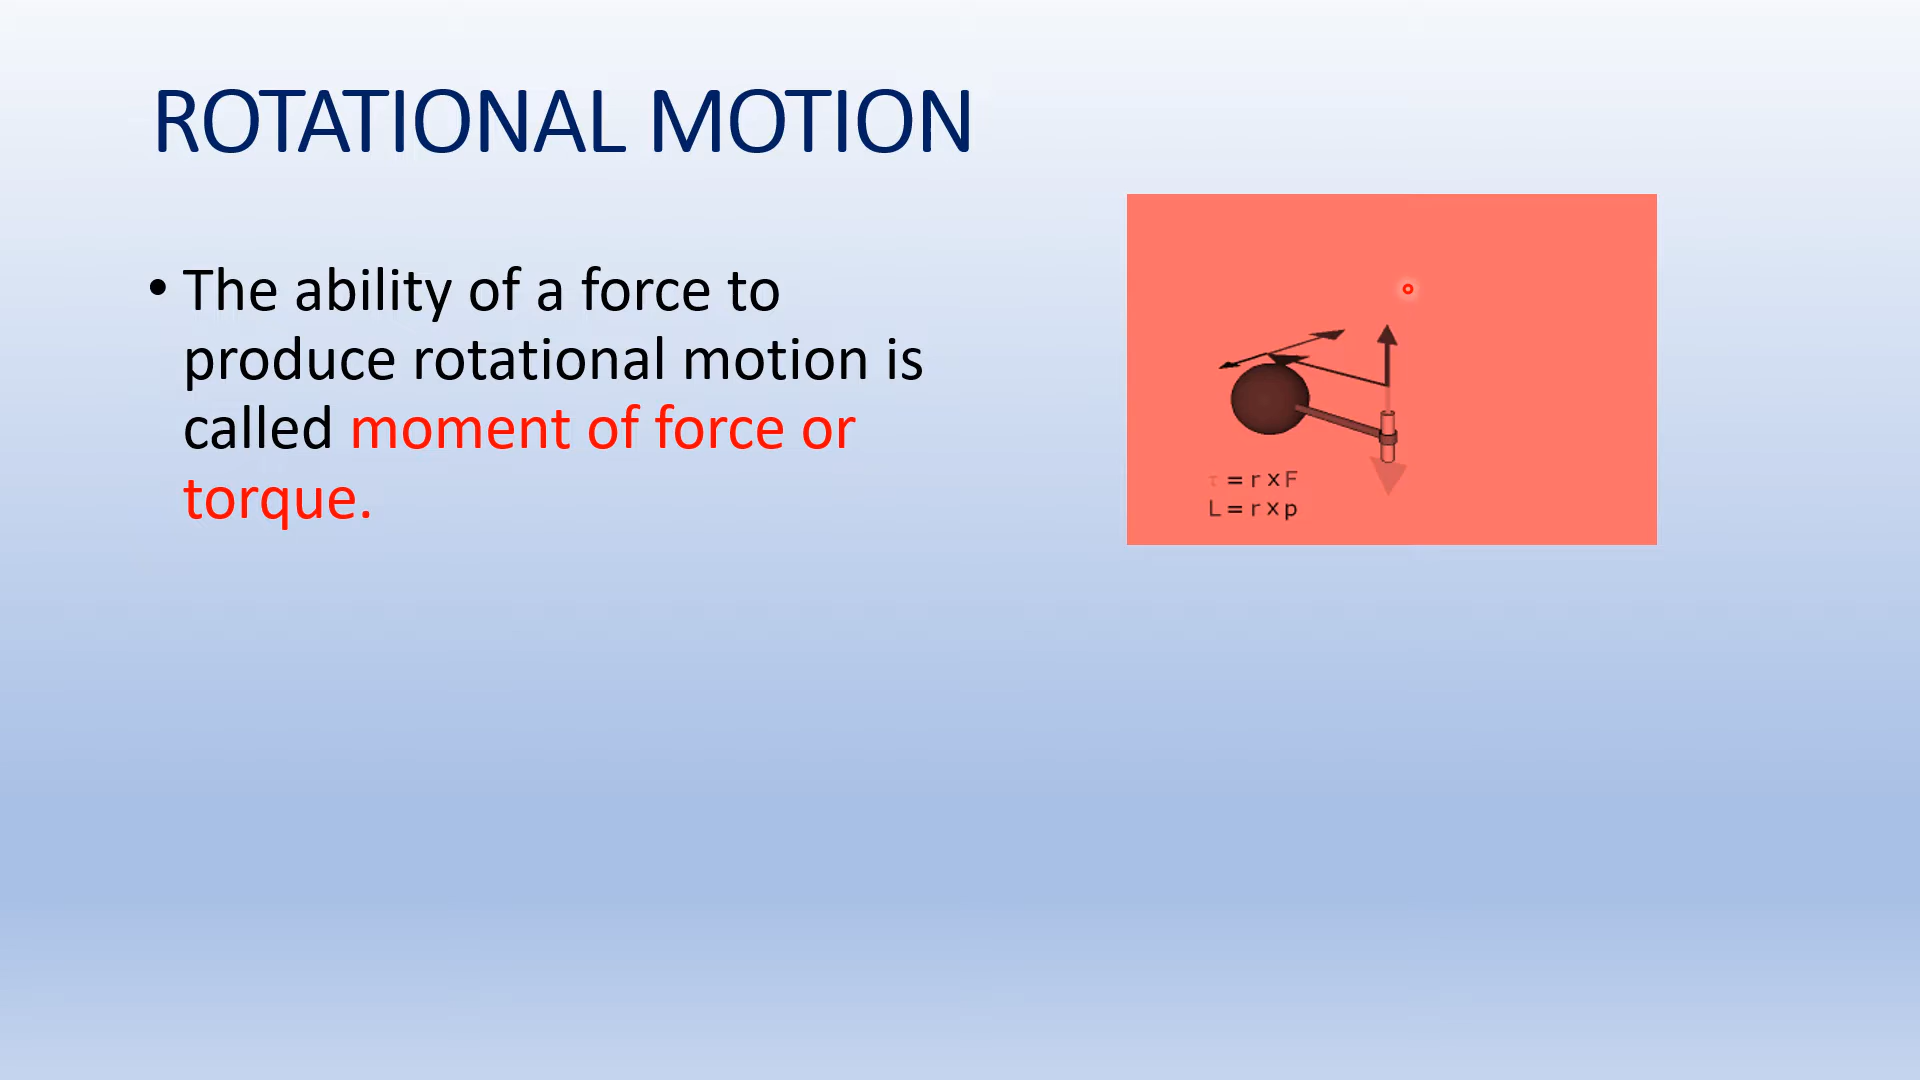 ROTATIONAL MOTION
• The ability of a force to
produce rotational motion is
called moment of force or
torque.
τ = r x F
L = r x p